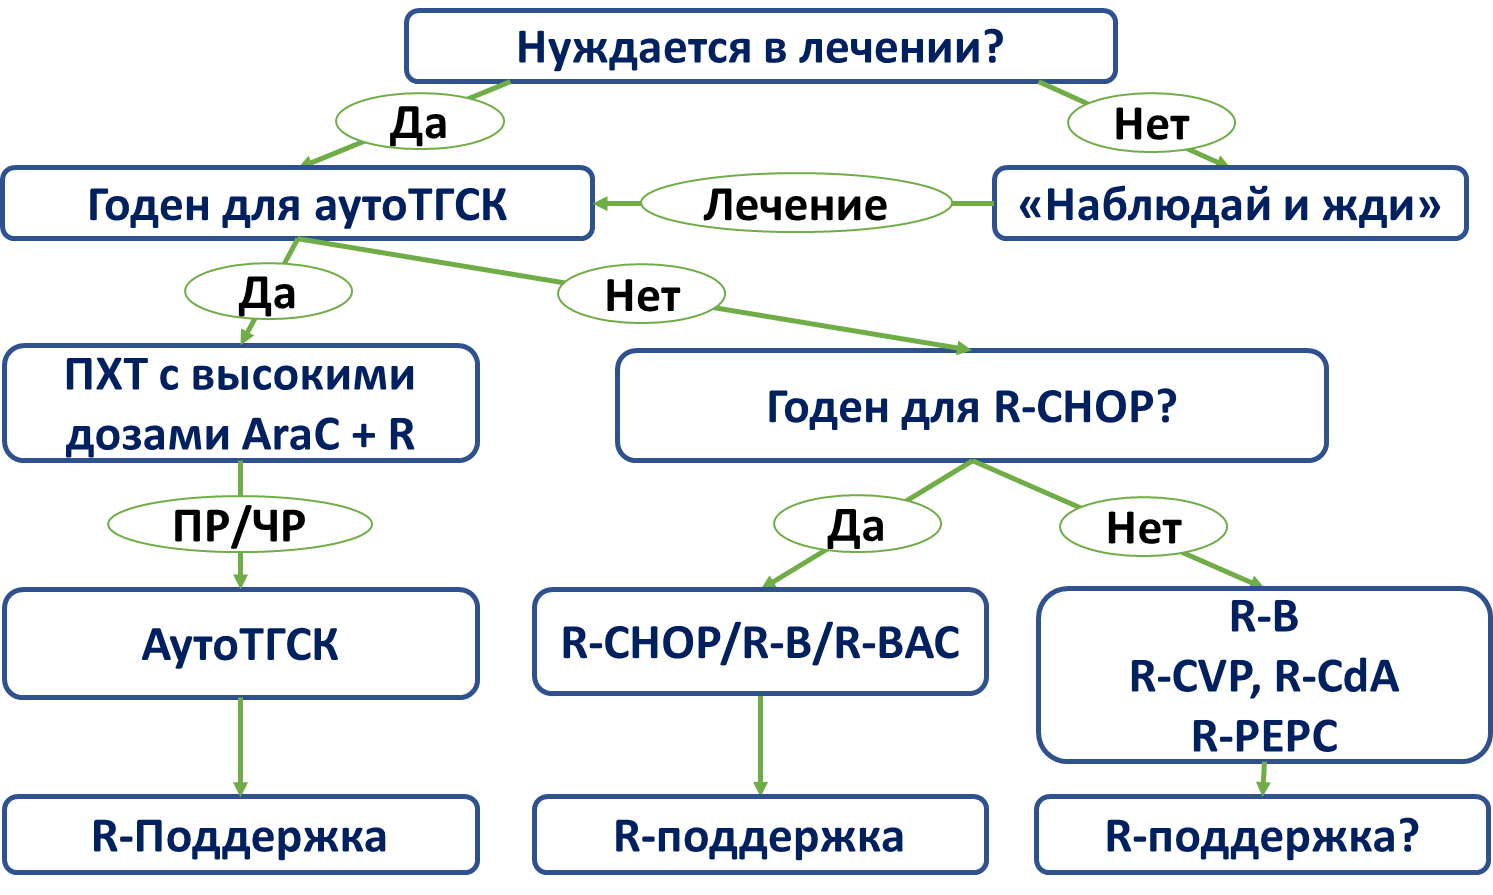 Нуждается в лечении?
Да
Нет
Годен для аутоТГСК
Лечение
«Наблюдай и жди»
Да
Нет
ПХТ с высокими
дозами AraC + R
Годен для R-CHOP?
ПР/ЧР
Да
Нет
АутоТГСК
R-CHOP/R-B/R-BAC
R-B
R-CVP, R-CdA
R-PEPC
R-Поддержка
R-поддержка
R-поддержка?